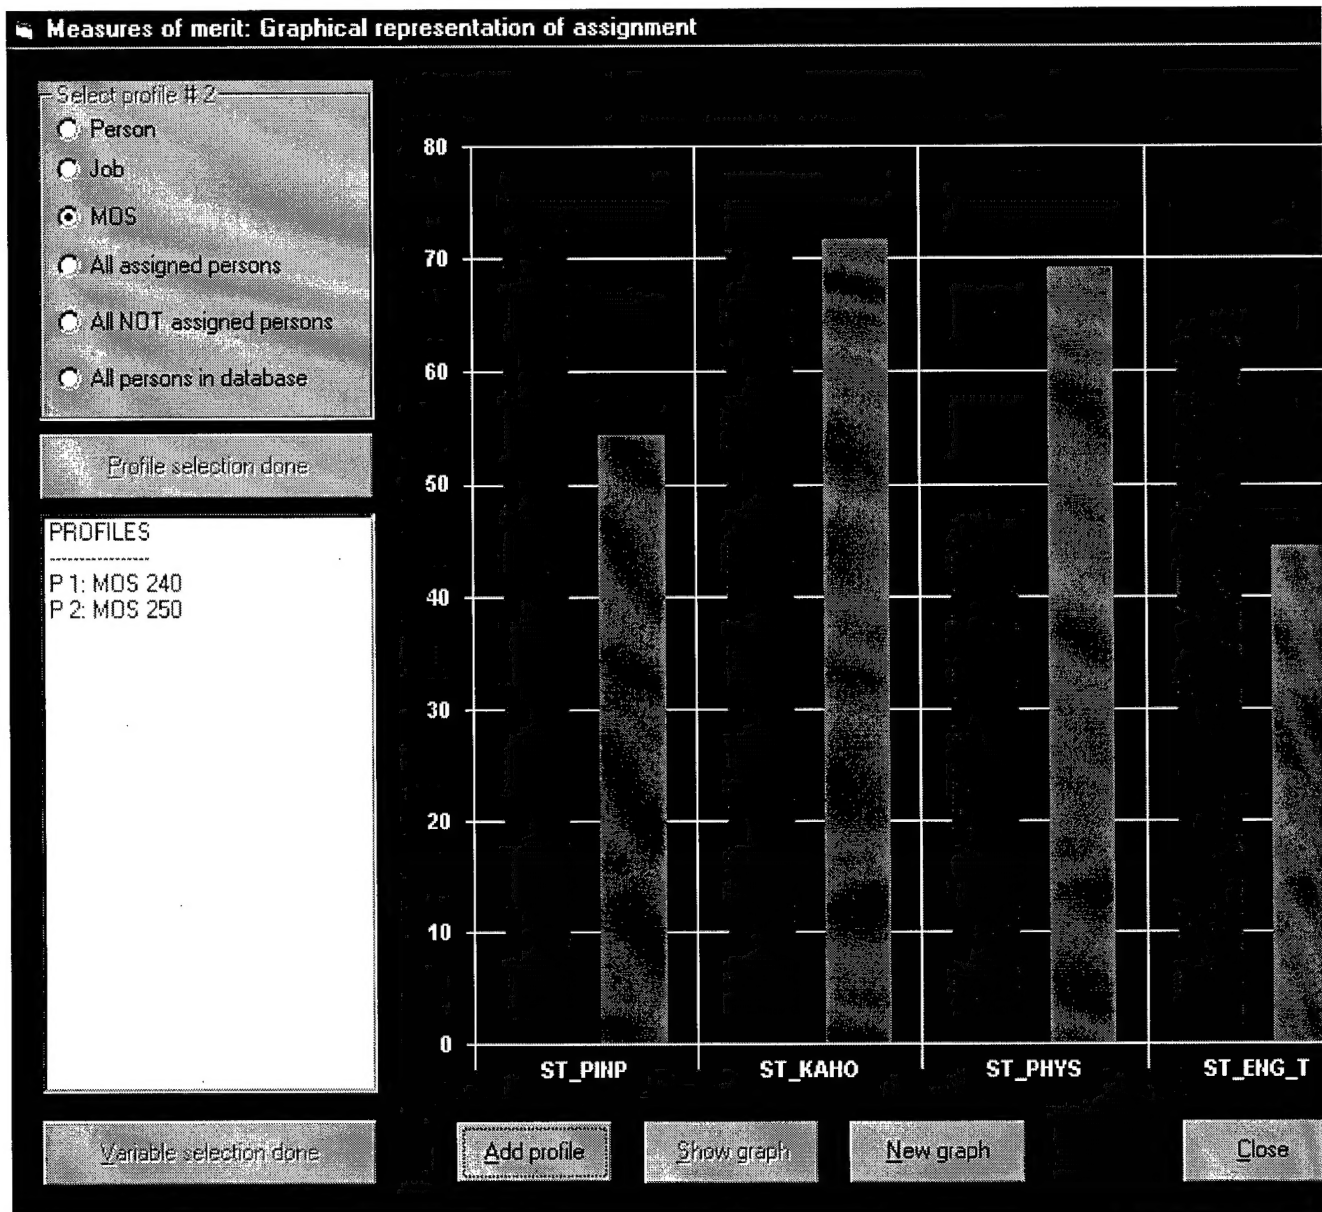 Measures of merit: Graphical representation of assignment
Select profile # 2
Person
Job
MOS
All assigned persons
All NOT assigned persons
All persons in database
Profile selection done
PROFILES
---------------
P 1: MOS 240
P 2: MOS 250
Variable selection done
80
70
60
50
40
30
20
10
0
ST_PINP
ST_KAHO
ST_PHYS
ST_ENG_T
Add profile
Show graph
New graph
Close